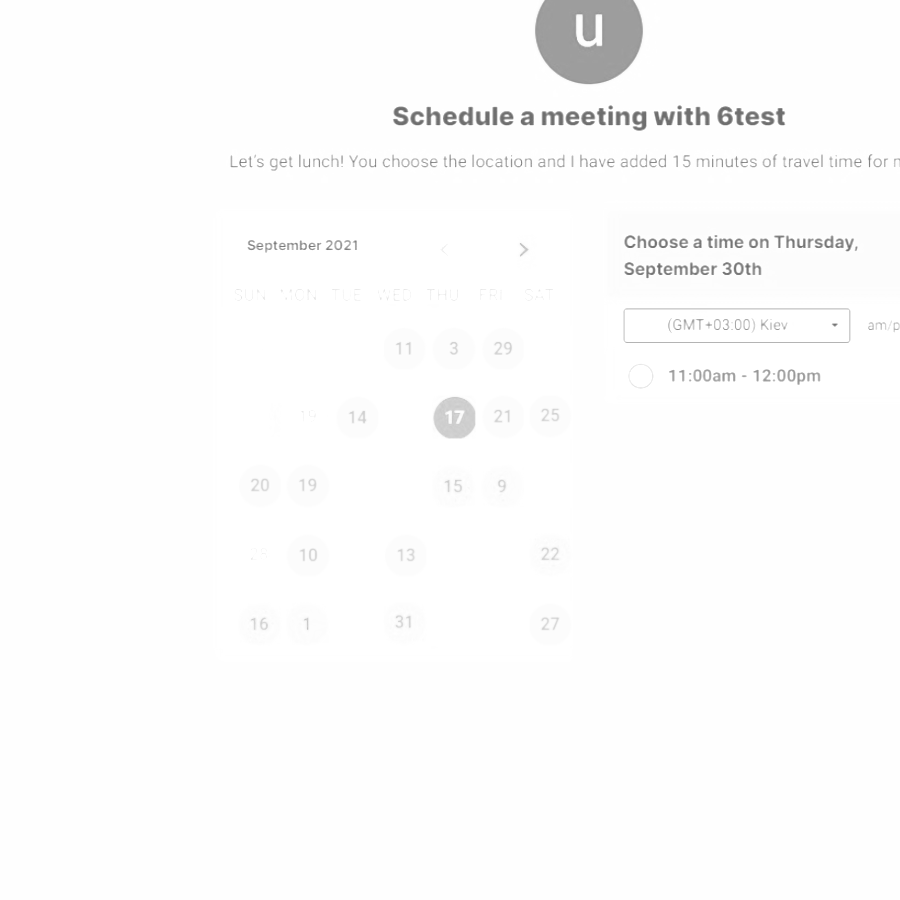 u
Schedule a meeting with 6test
Let's get lunch! You choose the location and I have added 15 minutes of travel time for
September 2021
SUN MON TUE WED THU FRI SAT
11 3 29
19 14 17 21 25
20 19 15 9
28 10 13 22
16 1 31 27
Choose a time on Thursday,
September 30th
(GMT+03:00) Kiev
am/p
11:00am - 12:00pm